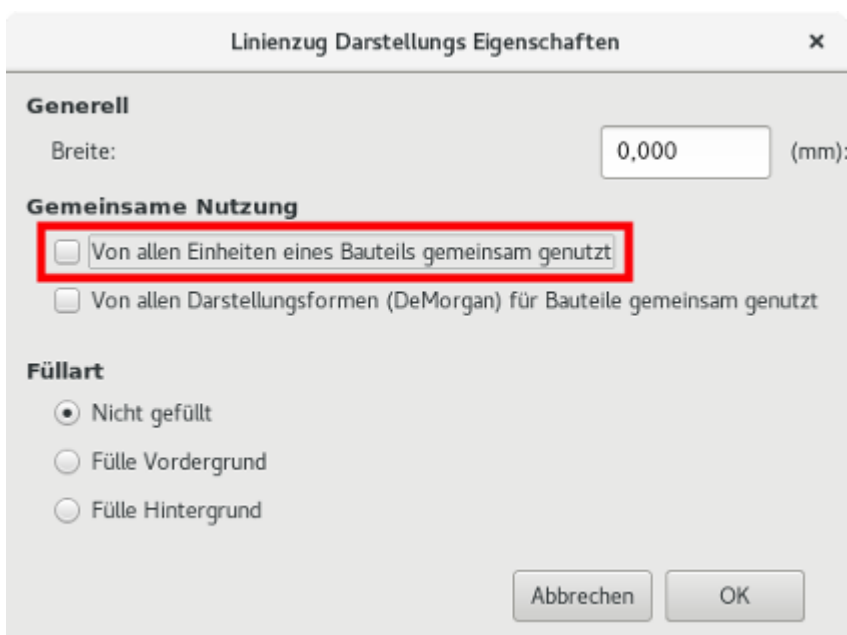 Linienzug Darstellungs Eigenschaften
Generell
Breite: 0,000 (mm):
Gemeinsame Nutzung
Von allen Einheiten eines Bauteils gemeinsam genutzt
Von allen Darstellungsformen (DeMorgan) für Bauteile gemeinsam genutzt
Füllart
Nicht gefüllt
Fülle Vordergrund
Fülle Hintergrund
Abbrechen OK